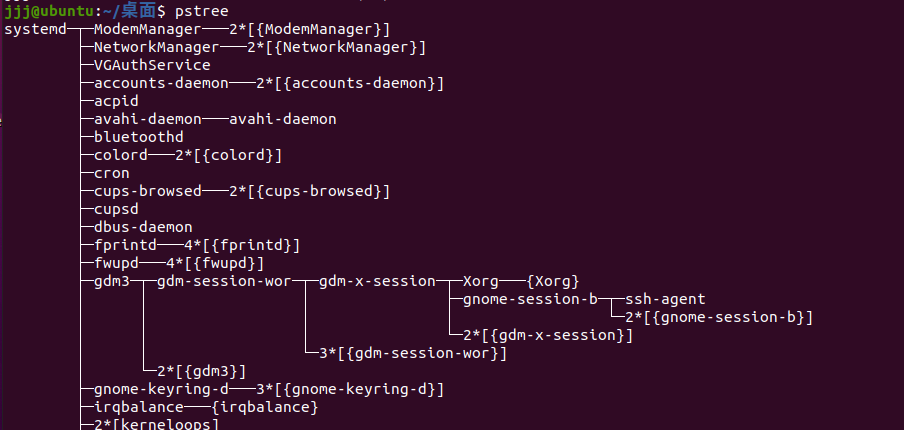 jjj@ubuntu:~/桌面$ pstree
systemd─┬─ModemManager───2*[{ModemManager}]
        ├─NetworkManager───2*[{NetworkManager}]
        ├─VGAuthService
        ├─accounts-daemon───2*[{accounts-daemon}]
        ├─acpid
        ├─avahi-daemon───avahi-daemon
        ├─bluetoothd
        ├─colord───2*[{colord}]
        ├─cron
        ├─cups-browsed───2*[{cups-browsed}]
        ├─cupsd
        ├─dbus-daemon
        ├─fprintd───4*[{fprintd}]
        ├─fwupd───4*[{fwupd}]
        ├─gdm3─┬─gdm-session-wor─┬─gdm-x-session─┬─Xorg───{Xorg}
        │      │                 │               ├─gnome-session-b─┬─ssh-agent
        │      │                 │               │                 └─2*[{gnome-session-b}]
        │      │                 │               └─2*[{gdm-x-session}]
        │      │                 └─3*[{gdm-session-wor}]
        │      └─2*[{gdm3}]
        ├─gnome-keyring-d───3*[{gnome-keyring-d}]
        ├─irqbalance───{irqbalance}
        ├─2*[kerneloops]